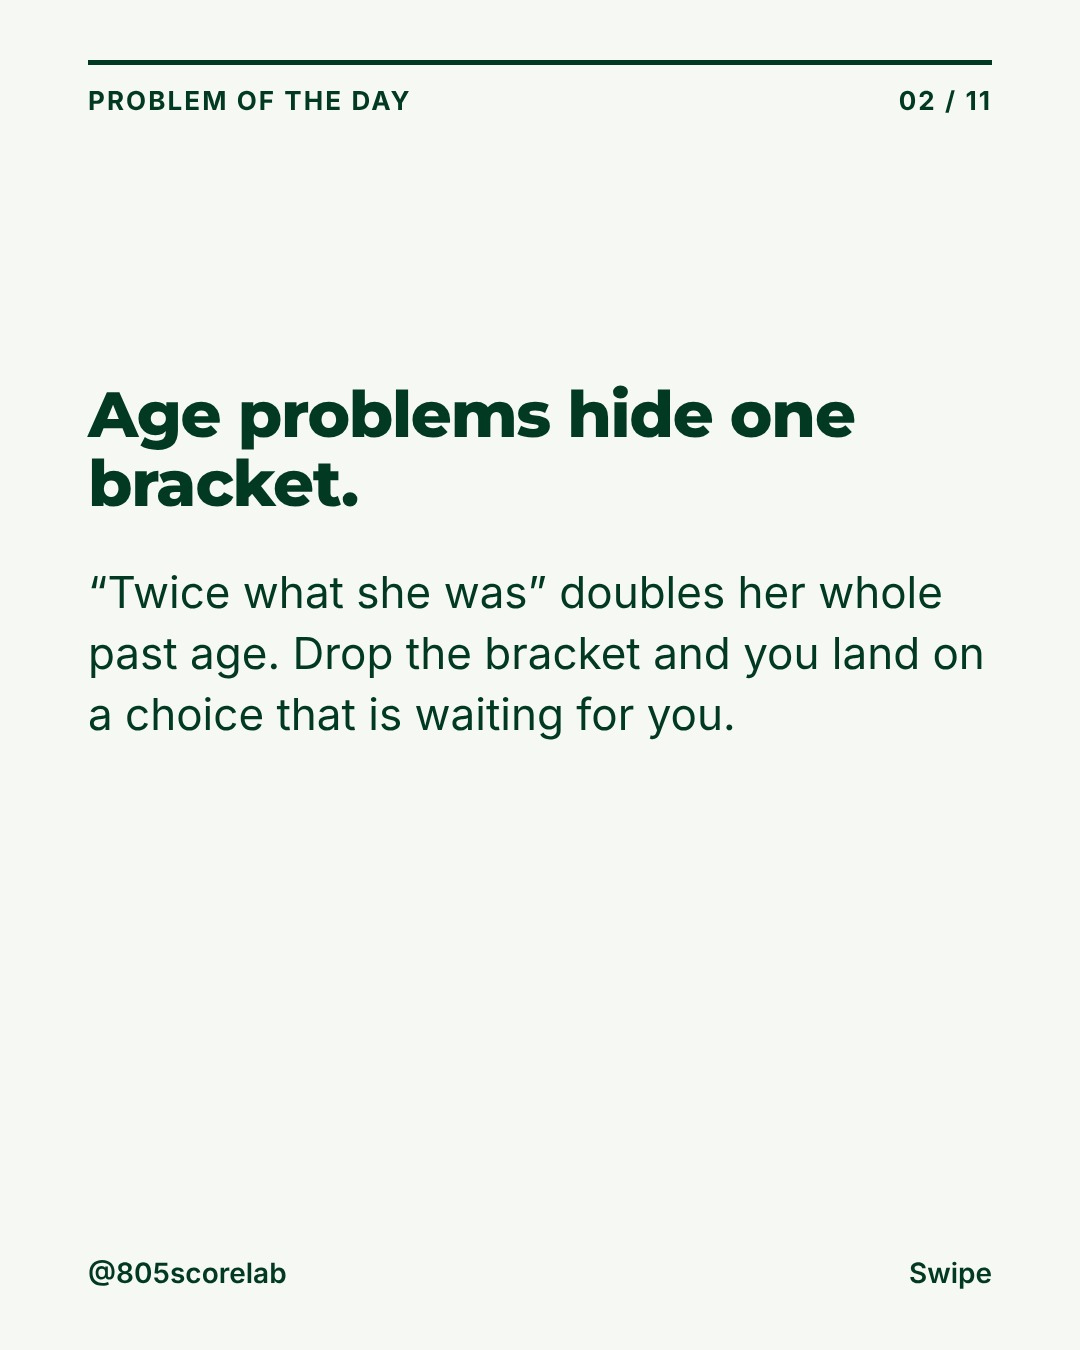 PROBLEM OF THE DAY
02 / 11
Age problems hide one
bracket.
“Twice what she was” doubles her whole
past age. Drop the bracket and you land on
a choice that is waiting for you.
@805scorelab
Swipe